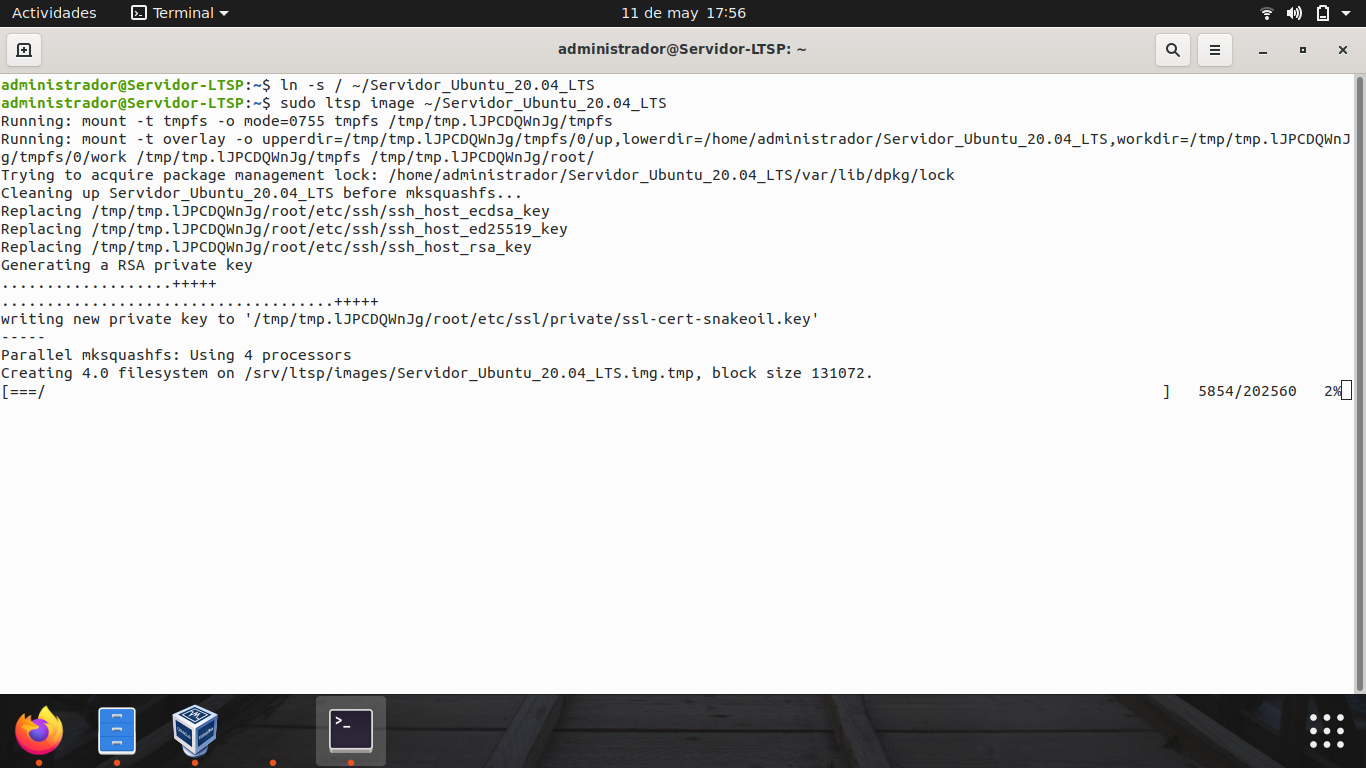 Actividades Terminal 11 de may 17:56
administrador@Servidor-LTSP: ~
administrador@Servidor-LTSP:~$ ln -s / ~/Servidor_Ubuntu_20.04_LTS
administrador@Servidor-LTSP:~$ sudo ltsp image ~/Servidor_Ubuntu_20.04_LTS
Running: mount -t tmpfs -o mode=0755 tmpfs /tmp/tmp.lJPCDQWnJg/tmpfs
Running: mount -t overlay -o upperdir=/tmp/tmp.lJPCDQWnJg/tmpfs/0/up,lowerdir=/home/administrador/Servidor_Ubuntu_20.04_LTS,workdir=/tmp/tmp.lJPCDQWnJ
g/tmpfs/0/work /tmp/tmp.lJPCDQWnJg/tmpfs /tmp/tmp.lJPCDQWnJg/root/
Trying to acquire package management lock: /home/administrador/Servidor_Ubuntu_20.04_LTS/var/lib/dpkg/lock
Cleaning up Servidor_Ubuntu_20.04_LTS before mksquashfs...
Replacing /tmp/tmp.lJPCDQWnJg/root/etc/ssh/ssh_host_ecdsa_key
Replacing /tmp/tmp.lJPCDQWnJg/root/etc/ssh/ssh_host_ed25519_key
Replacing /tmp/tmp.lJPCDQWnJg/root/etc/ssh/ssh_host_rsa_key
Generating a RSA private key
...................+++++
.....................................+++++
writing new private key to '/tmp/tmp.lJPCDQWnJg/root/etc/ssl/private/ssl-cert-snakeoil.key'
-----
Parallel mksquashfs: Using 4 processors
Creating 4.0 filesystem on /srv/ltsp/images/Servidor_Ubuntu_20.04_LTS.img.tmp, block size 131072.
[===/ ] 5854/202560 2%